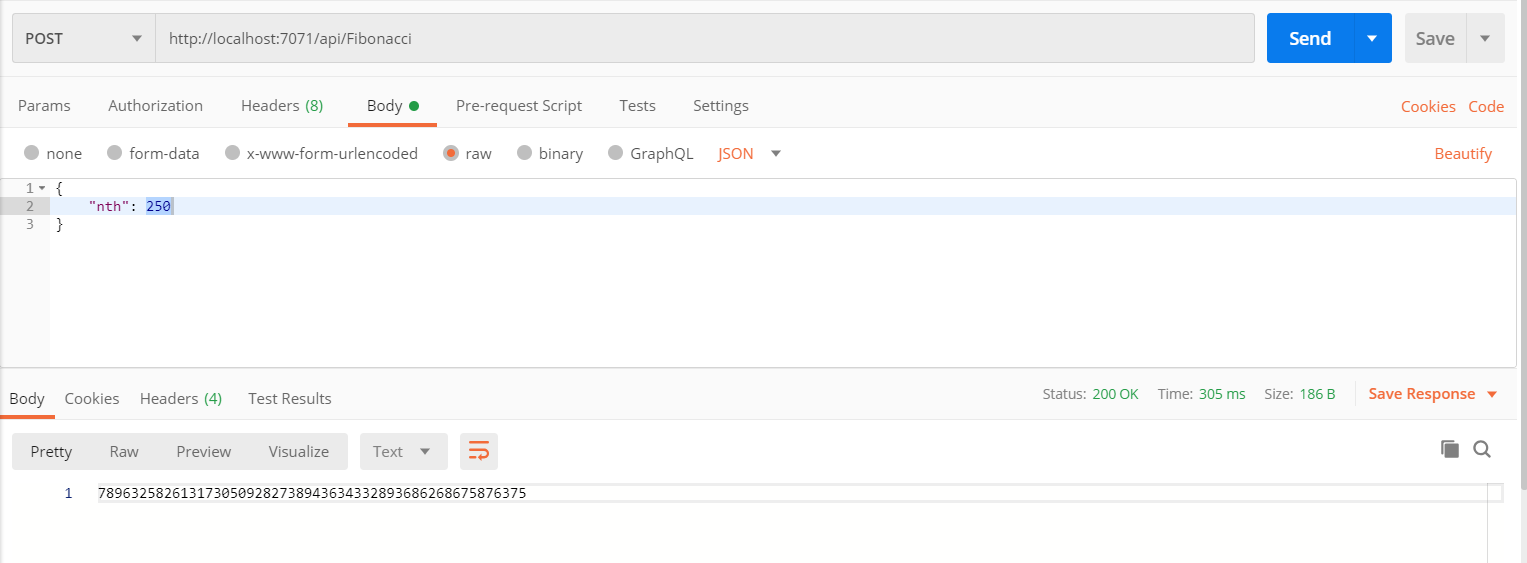 POST http://localhost:7071/api/Fibonacci Send Save
Params Authorization Headers (8) Body Pre-request Script Tests Settings Cookies Code
none form-data x-www-form-urlencoded raw binary GraphQL JSON Beautify
1 {
2 "nth": 250
3 }
Body Cookies Headers (4) Test Results Status: 200 OK Time: 305 ms Size: 186 B Save Response
Pretty Raw Preview Visualize Text
1 7896325826131730509282738943634332893686268675876375